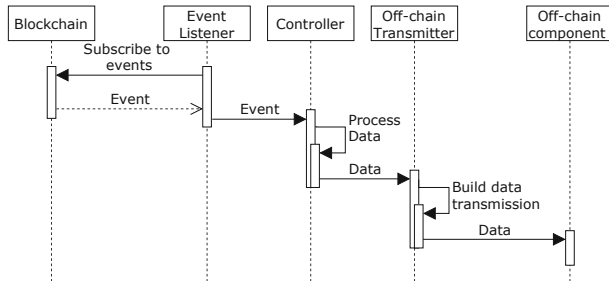 Blockchain
Event
Listener
Controller
Off-chain
Transmitter
Off-chain
component
Subscribe to
events
Event
Event
Process
Data
Data
Build data
transmission
Data